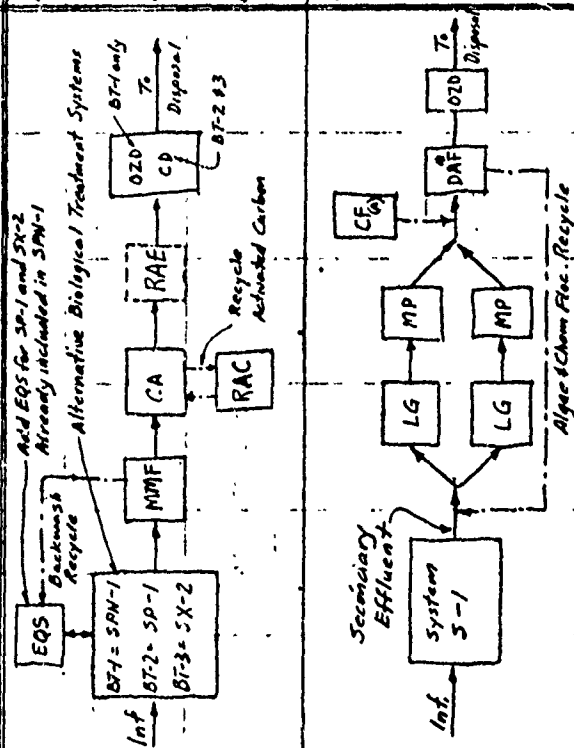 Add EQS for SP-1 and SX-2
Already included in SPN-1
Alternative Biological Treatment Systems
EQS
Backwash
Recycle
Inf
BT-1 = SPN-1
BT-2 = SP-1
BT-3 = SX-2
MMF
CA
RAC
Recycle
Activated Carbon
RAE
OZD
CD
BT-1 only
BT-2 & 3
To
Disposal
Inf.
System
S-1
Secondary
Effluent
LG
LG
MP
MP
CF(a)
DAF
OZD
To
Disposal
Algae & Chem Floc. Recycle